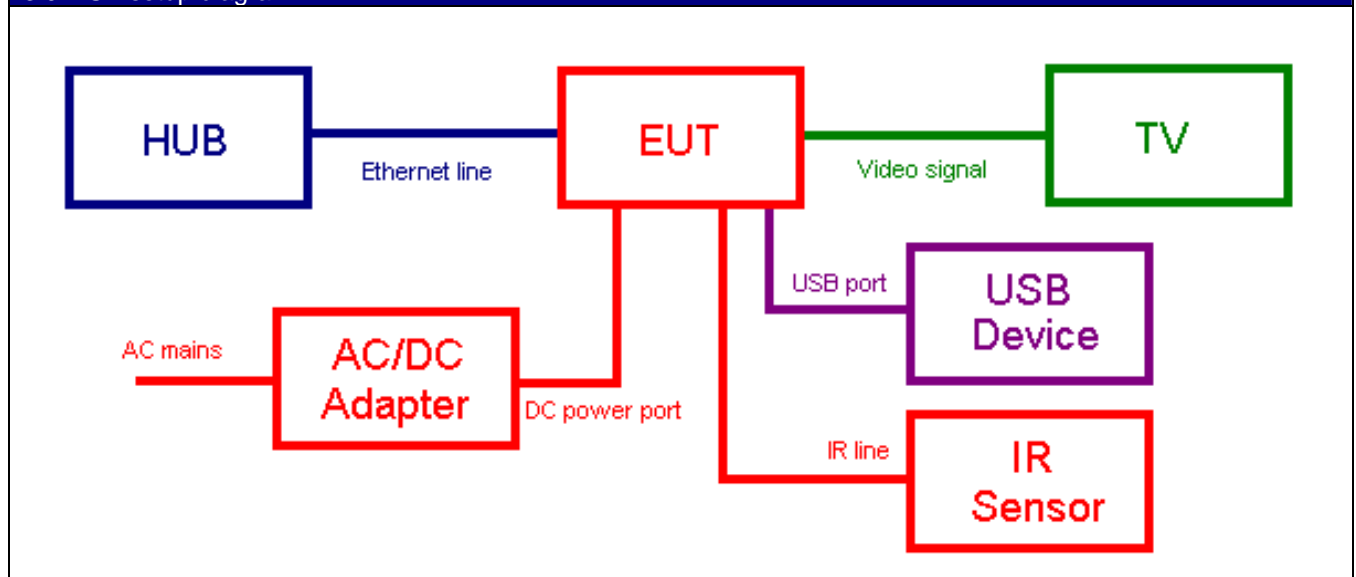 HUB
Ethernet line
EUT
Video signal
TV
USB port
USB
Device
AC mains
AC/DC
Adapter
DC power port
IR line
IR
Sensor